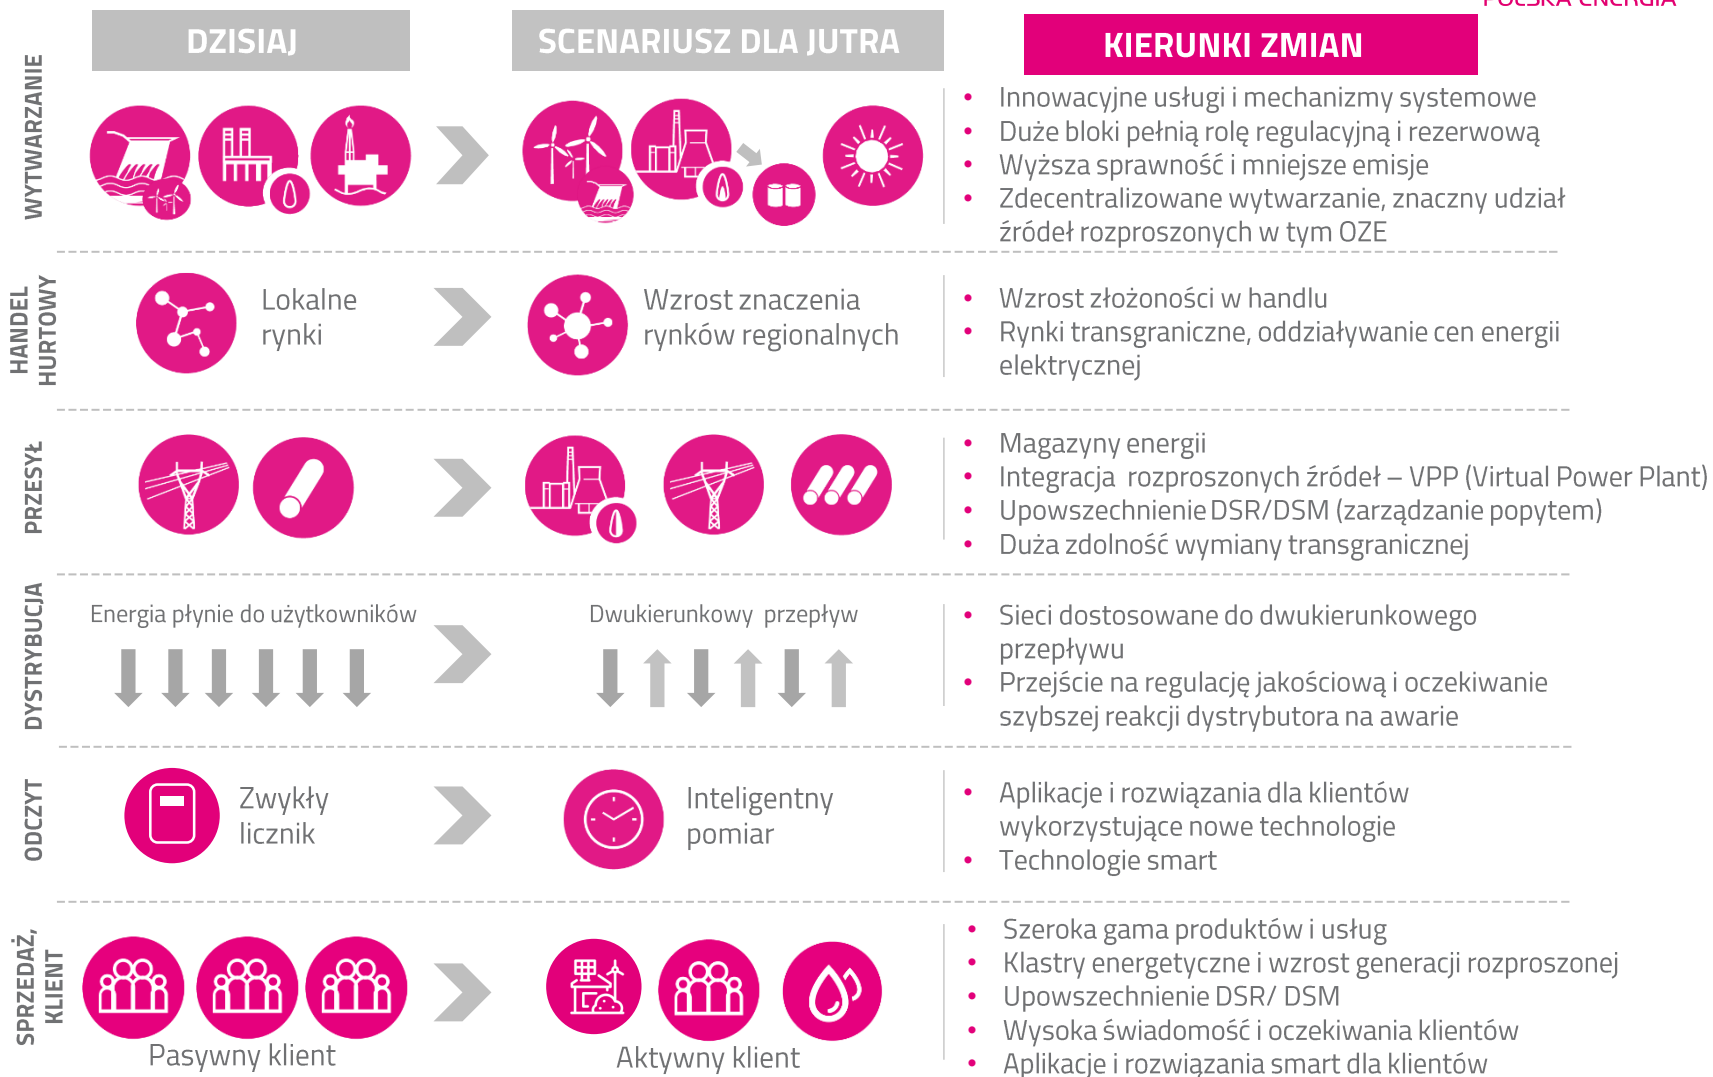 POLSKA ENERGIA
DZISIAJ
SCENARIUSZ DLA JUTRA
KIERUNKI ZMIAN
WYTWARZANIE
• Innowacyjne usługi i mechanizmy systemowe
• Duże bloki pełnią rolę regulacyjną i rezerwową
• Wyższa sprawność i mniejsze emisje
• Zdecentralizowane wytwarzanie, znaczny udział
źródeł rozproszonych w tym OZE
HANDEL
HURTOWY
Lokalne
rynki
Wzrost znaczenia
rynków regionalnych
• Wzrost złożoności w handlu
• Rynki transgraniczne, oddziaływanie cen energii
elektrycznej
PRZESYŁ
• Magazyny energii
• Integracja rozproszonych źródeł – VPP (Virtual Power Plant)
• Upowszechnienie DSR/DSM (zarządzanie popytem)
• Duża zdolność wymiany transgranicznej
DYSTRYBUCJA
Energia płynie do użytkowników
Dwukierunkowy przepływ
• Sieci dostosowane do dwukierunkowego
przepływu
• Przejście na regulację jakościową i oczekiwanie
szybszej reakcji dystrybutora na awarie
ODCZYT
Zwykły
licznik
Inteligentny
pomiar
• Aplikacje i rozwiązania dla klientów
wykorzystujące nowe technologie
• Technologie smart
SPRZEDAŻ,
KLIENT
Pasywny klient
Aktywny klient
• Szeroka gama produktów i usług
• Klastry energetyczne i wzrost generacji rozproszonej
• Upowszechnienie DSR/ DSM
• Wysoka świadomość i oczekiwania klientów
• Aplikacje i rozwiązania smart dla klientów